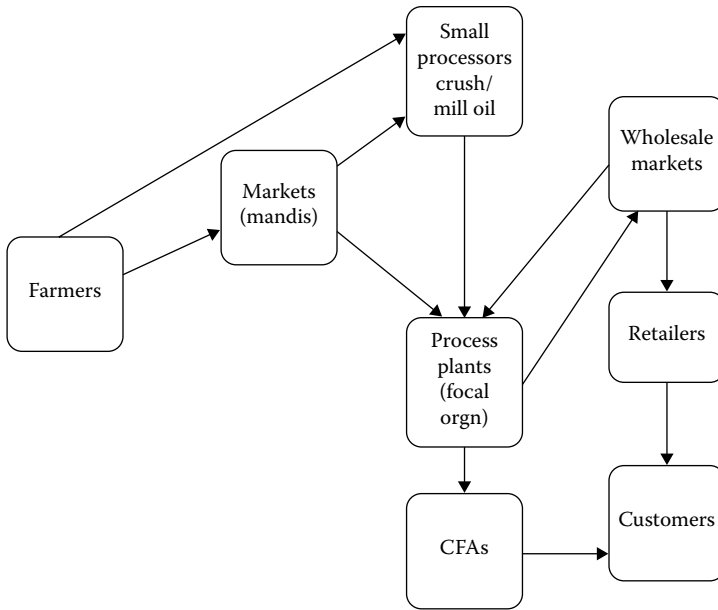 Small
processors
crush/
mill oil
Wholesale
markets
Markets
(mandis)
Farmers
Process
plants
(focal
orgn)
Retailers
CFAs
Customers